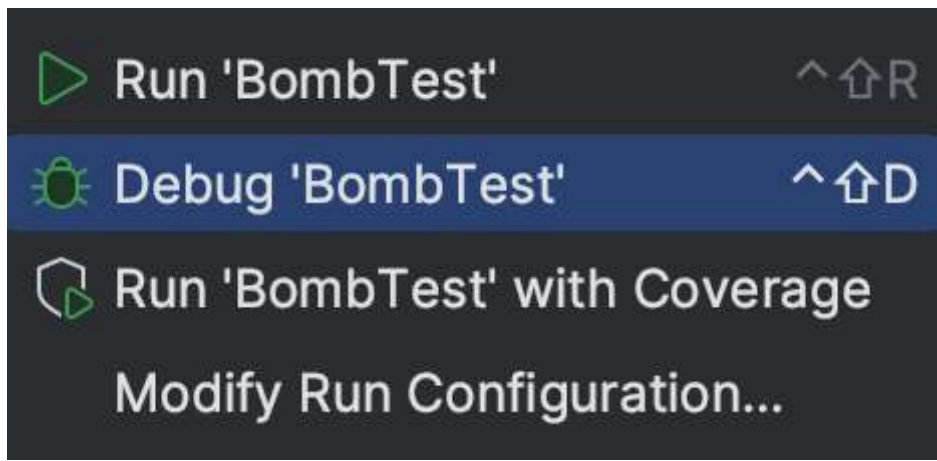 Run 'BombTest' ^⇧R
Debug 'BombTest' ^⇧D
Run 'BombTest' with Coverage
Modify Run Configuration...